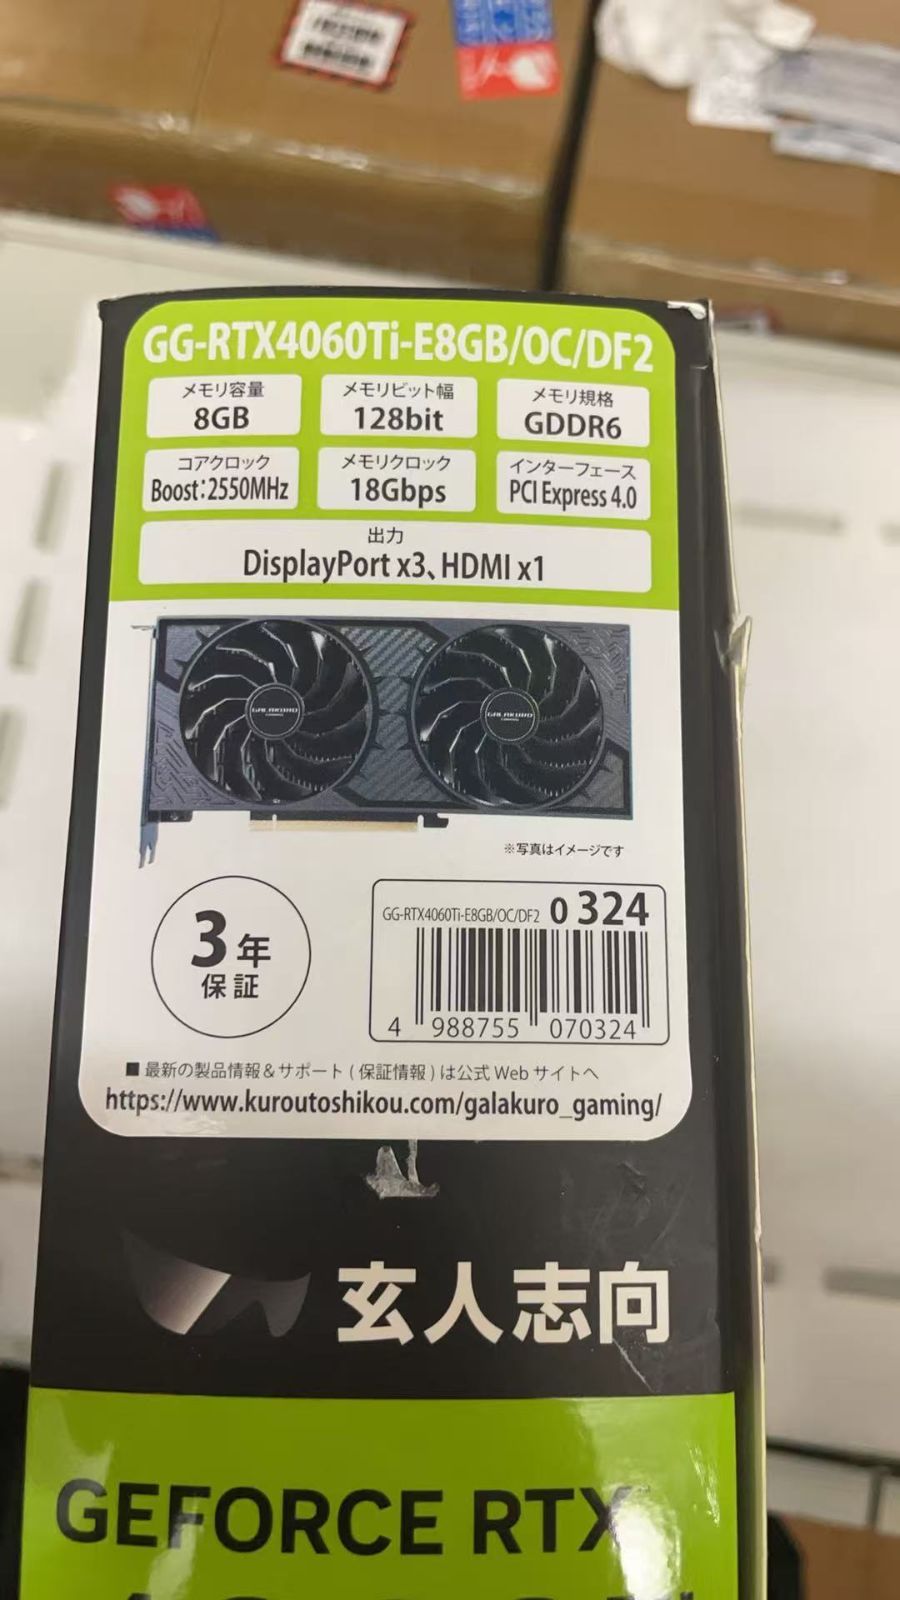 GG-RTX4060Ti-E8GB/OC/DF2
メモリ容量
8GB
メモリビット幅
128bit
メモリ規格
GDDR6
コアクロック
Boost:2550MHz
メモリクロック
18Gbps
インターフェース
PCI Express 4.0
出力
DisplayPort x3、HDMI x1
GALAKURO
GALAKURO
※写真はイメージです
3年
保証
GG-RTX4060Ti-E8GB/OC/DF2 0 324
4 988755 070324
■ 最新の製品情報&サポート ( 保証情報 ) は公式 Web サイトへ
https://www.kuroutoshikou.com/galakuro_gaming/
玄人志向
GEFORCE RTX